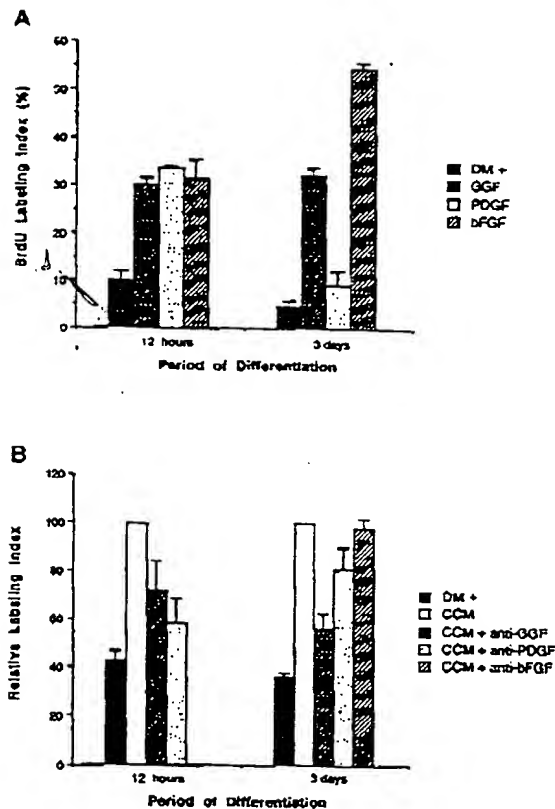 A
BrdU Labeling Index (%)
60
50
40
30
20
10
0
12 hours
3 days
Period of Differentiation
DM +
GGF
PDGF
bFGF
B
Relative Labeling Index
120
100
80
60
40
20
0
12 hours
3 days
Period of Differentiation
DM +
CCM
CCM + anti-GGF
CCM + anti-PDGF
CCM + anti-bFGF